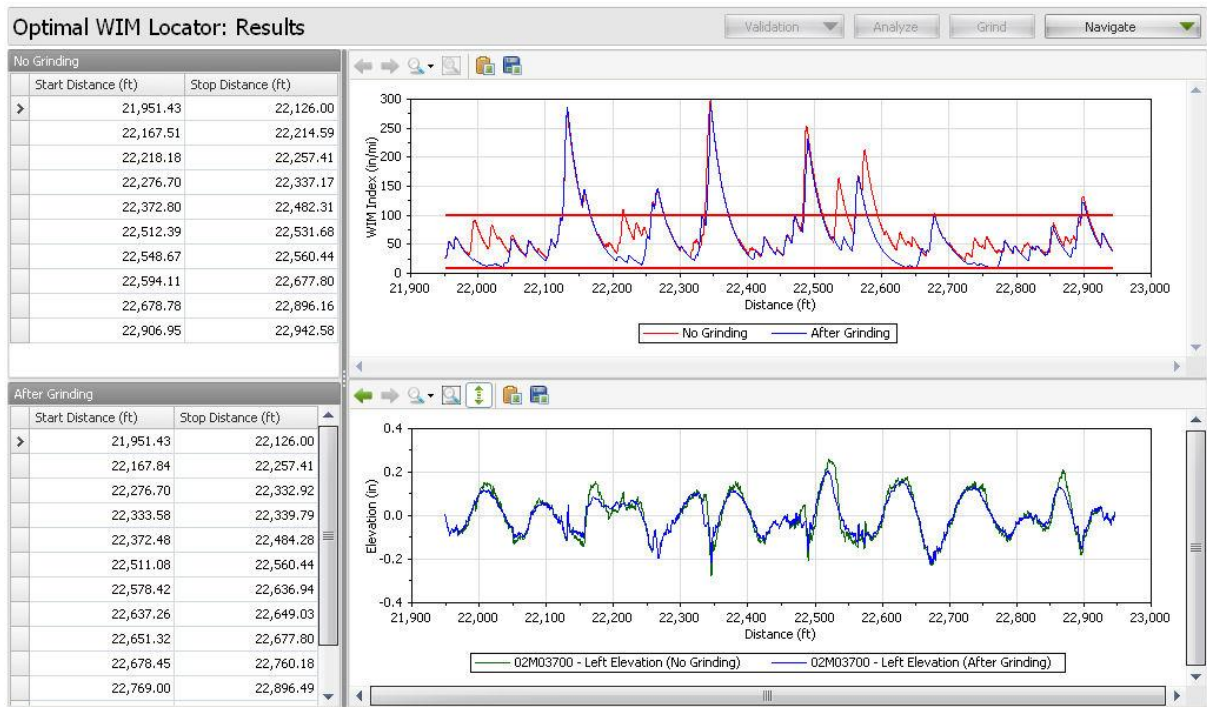 Optimal WIM Locator: Results
Validation
Analyze
Grind
Navigate
No Grinding
Start Distance (ft) Stop Distance (ft)
21,951.43 22,126.00
22,167.51 22,214.59
22,218.18 22,257.41
22,276.70 22,337.17
22,372.80 22,482.31
22,512.39 22,531.68
22,548.67 22,560.44
22,594.11 22,677.80
22,678.78 22,896.16
22,906.95 22,942.58
WIM Index (in/mi)
300
250
200
150
100
50
0
21,900 22,000 22,100 22,200 22,300 22,400 22,500 22,600 22,700 22,800 22,900 23,000
Distance (ft)
No Grinding After Grinding
After Grinding
Start Distance (ft) Stop Distance (ft)
21,951.43 22,126.00
22,167.84 22,257.41
22,276.70 22,332.92
22,333.58 22,339.79
22,372.48 22,484.28
22,511.08 22,560.44
22,578.42 22,636.94
22,637.26 22,649.03
22,651.32 22,677.80
22,678.45 22,760.18
22,769.00 22,896.49
Elevation (in)
0.4
0.2
0.0
-0.2
-0.4
21,900 22,000 22,100 22,200 22,300 22,400 22,500 22,600 22,700 22,800 22,900 23,000
Distance (ft)
02M03700 - Left Elevation (No Grinding) 02M03700 - Left Elevation (After Grinding)